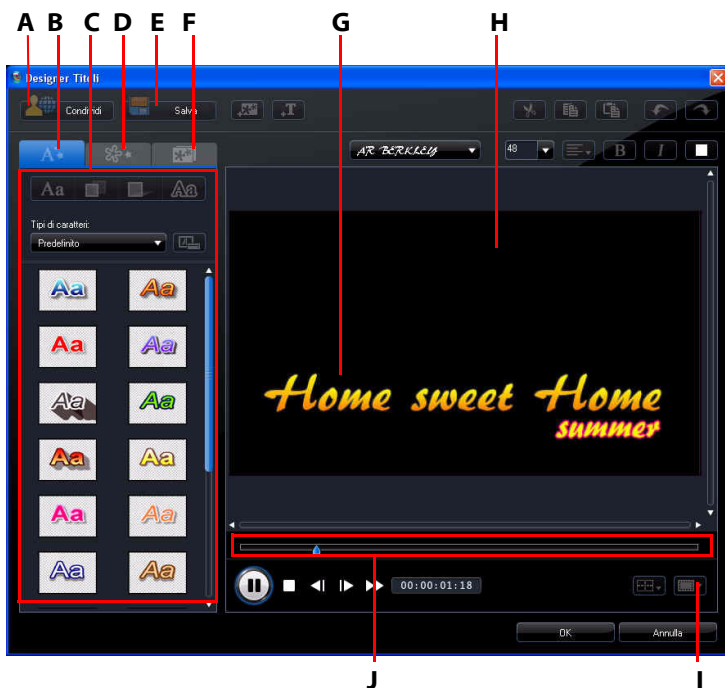 A B C D E F G H
Designer Titoli
Condividi Salva T
A AR BERKLEY 48 B I
Aa Aa
Tipi di caratteri:
Predefinito
Aa Aa
Aa Aa
Aa Aa
Aa Aa
Aa Aa
Aa Aa
Home sweet Home
summer
00:00:01:18
OK Annulla
J I